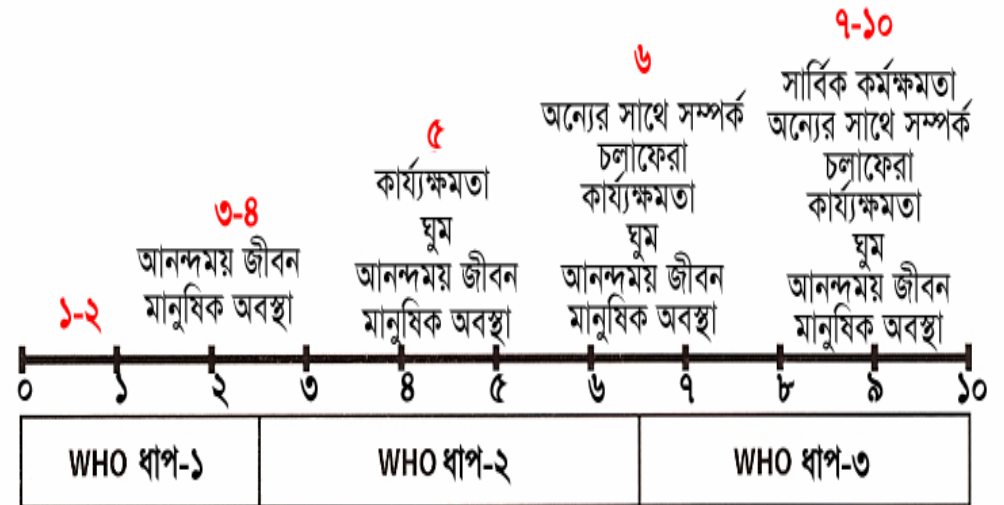 ১-২
৩-৪
আনন্দময় জীবন
মানুষিক অবস্থা
৫
কার্য্যক্ষমতা
ঘুম
আনন্দময় জীবন
মানুষিক অবস্থা
৬
অন্যের সাথে সম্পর্ক
চলাফেরা
কার্য্যক্ষমতা
ঘুম
আনন্দময় জীবন
মানুষিক অবস্থা
৭-১০
সার্বিক কর্মক্ষমতা
অন্যের সাথে সম্পর্ক
চলাফেরা
কার্য্যক্ষমতা
ঘুম
আনন্দময় জীবন
মানুষিক অবস্থা
০ ১ ২ ৩ ৪ ৫ ৬ ৭ ৮ ৯ ১০
WHO ধাপ-১ WHO ধাপ-২ WHO ধাপ-৩